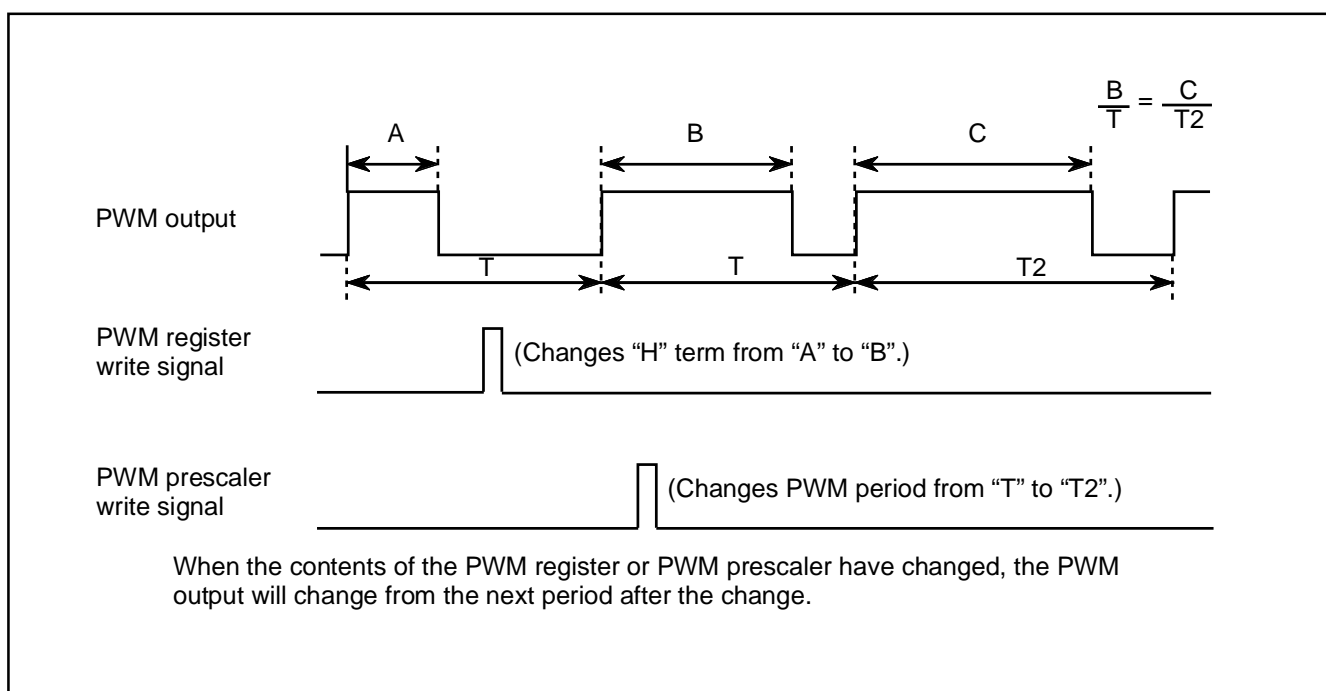 B = C
T T2
A
B
C
PWM output
T
T
T2
PWM register
write signal
(Changes “H” term from “A” to “B”.)
PWM prescaler
write signal
(Changes PWM period from “T” to “T2”.)
When the contents of the PWM register or PWM prescaler have changed, the PWM
output will change from the next period after the change.